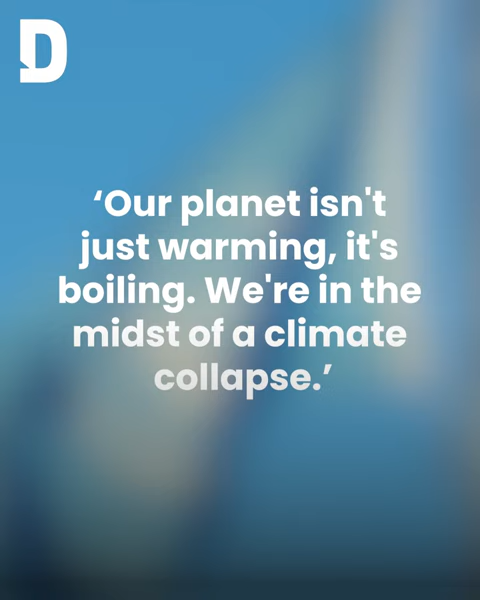 D
‘Our planet isn't
just warming, it's
boiling. We're in the
midst of a climate
collapse.’